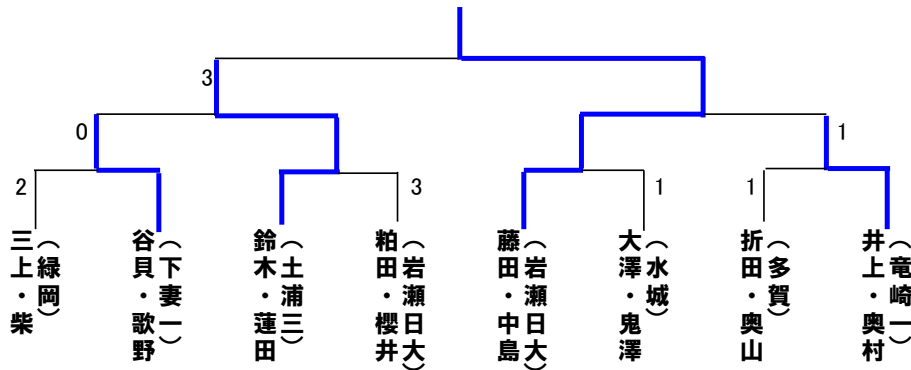 3
0
1
2
3
1
1
三上・柴
（緑岡）
谷貝・歌野
（下妻一）
鈴木・蓮田
（土浦三）
粕田・櫻井
（岩瀬日大）
藤田・中島
（岩瀬日大）
大澤・鬼澤
（水城）
折田・奥山
（多賀）
井上・奥村
（竜崎一）